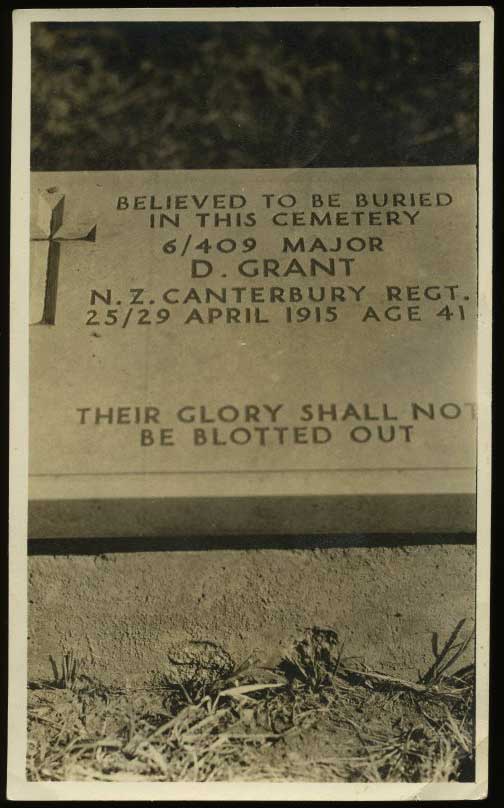 BELIEVED TO BE BURIED
IN THIS CEMETERY
6/409 MAJOR
D. GRANT
N. Z. CANTERBURY REGT.
25/29 APRIL 1915 AGE 41
THEIR GLORY SHALL NOT
BE BLOTTED OUT